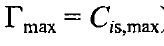 Γmax = Cis,max)